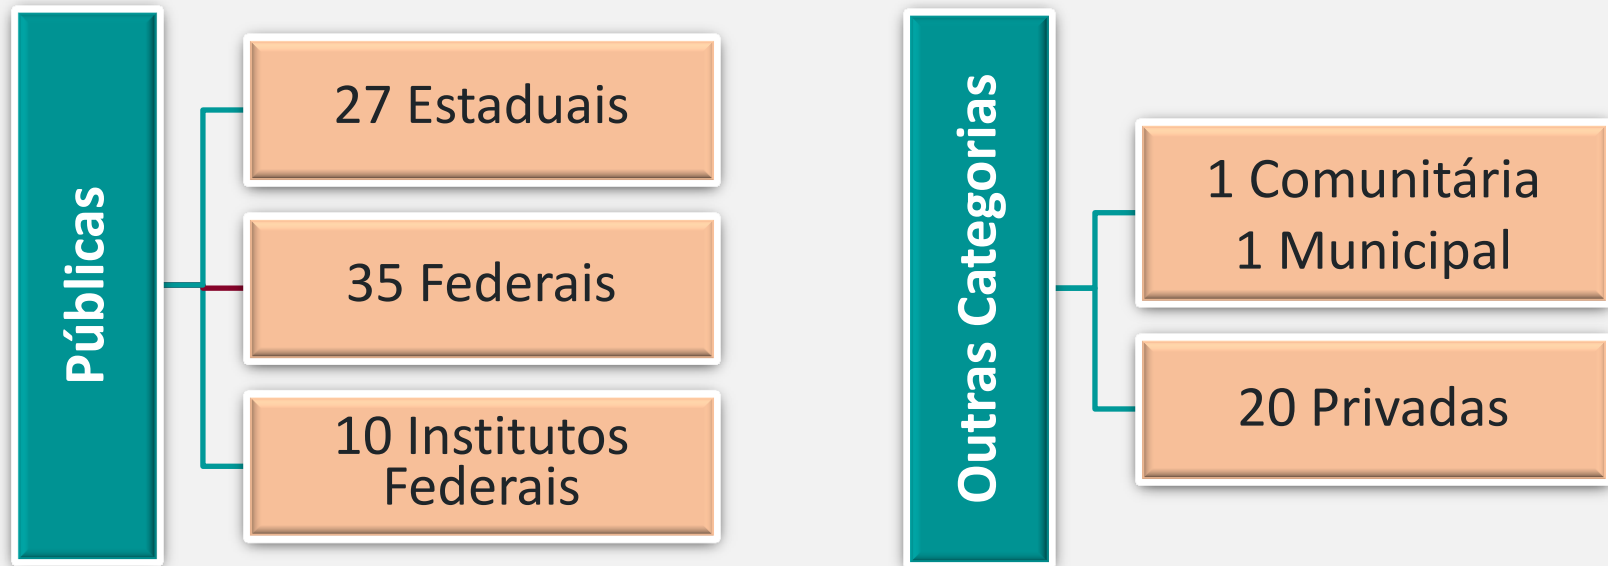 Públicas
27 Estaduais
35 Federais
10 Institutos
Federais
Outras Categorias
1 Comunitária
1 Municipal
20 Privadas